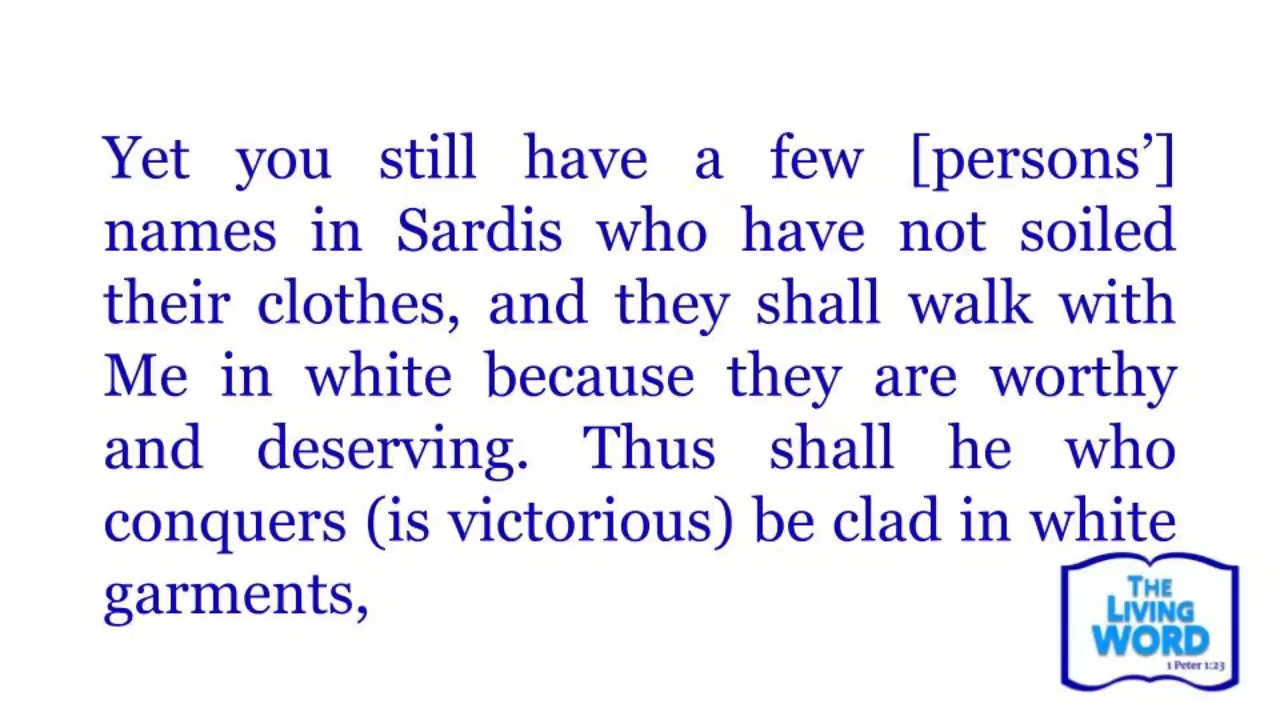 Yet you still have a few [persons’]
names in Sardis who have not soiled
their clothes, and they shall walk with
Me in white because they are worthy
and deserving. Thus shall he who
conquers (is victorious) be clad in white
garments,
THE
LIVING
WORD
1 Peter 1:23